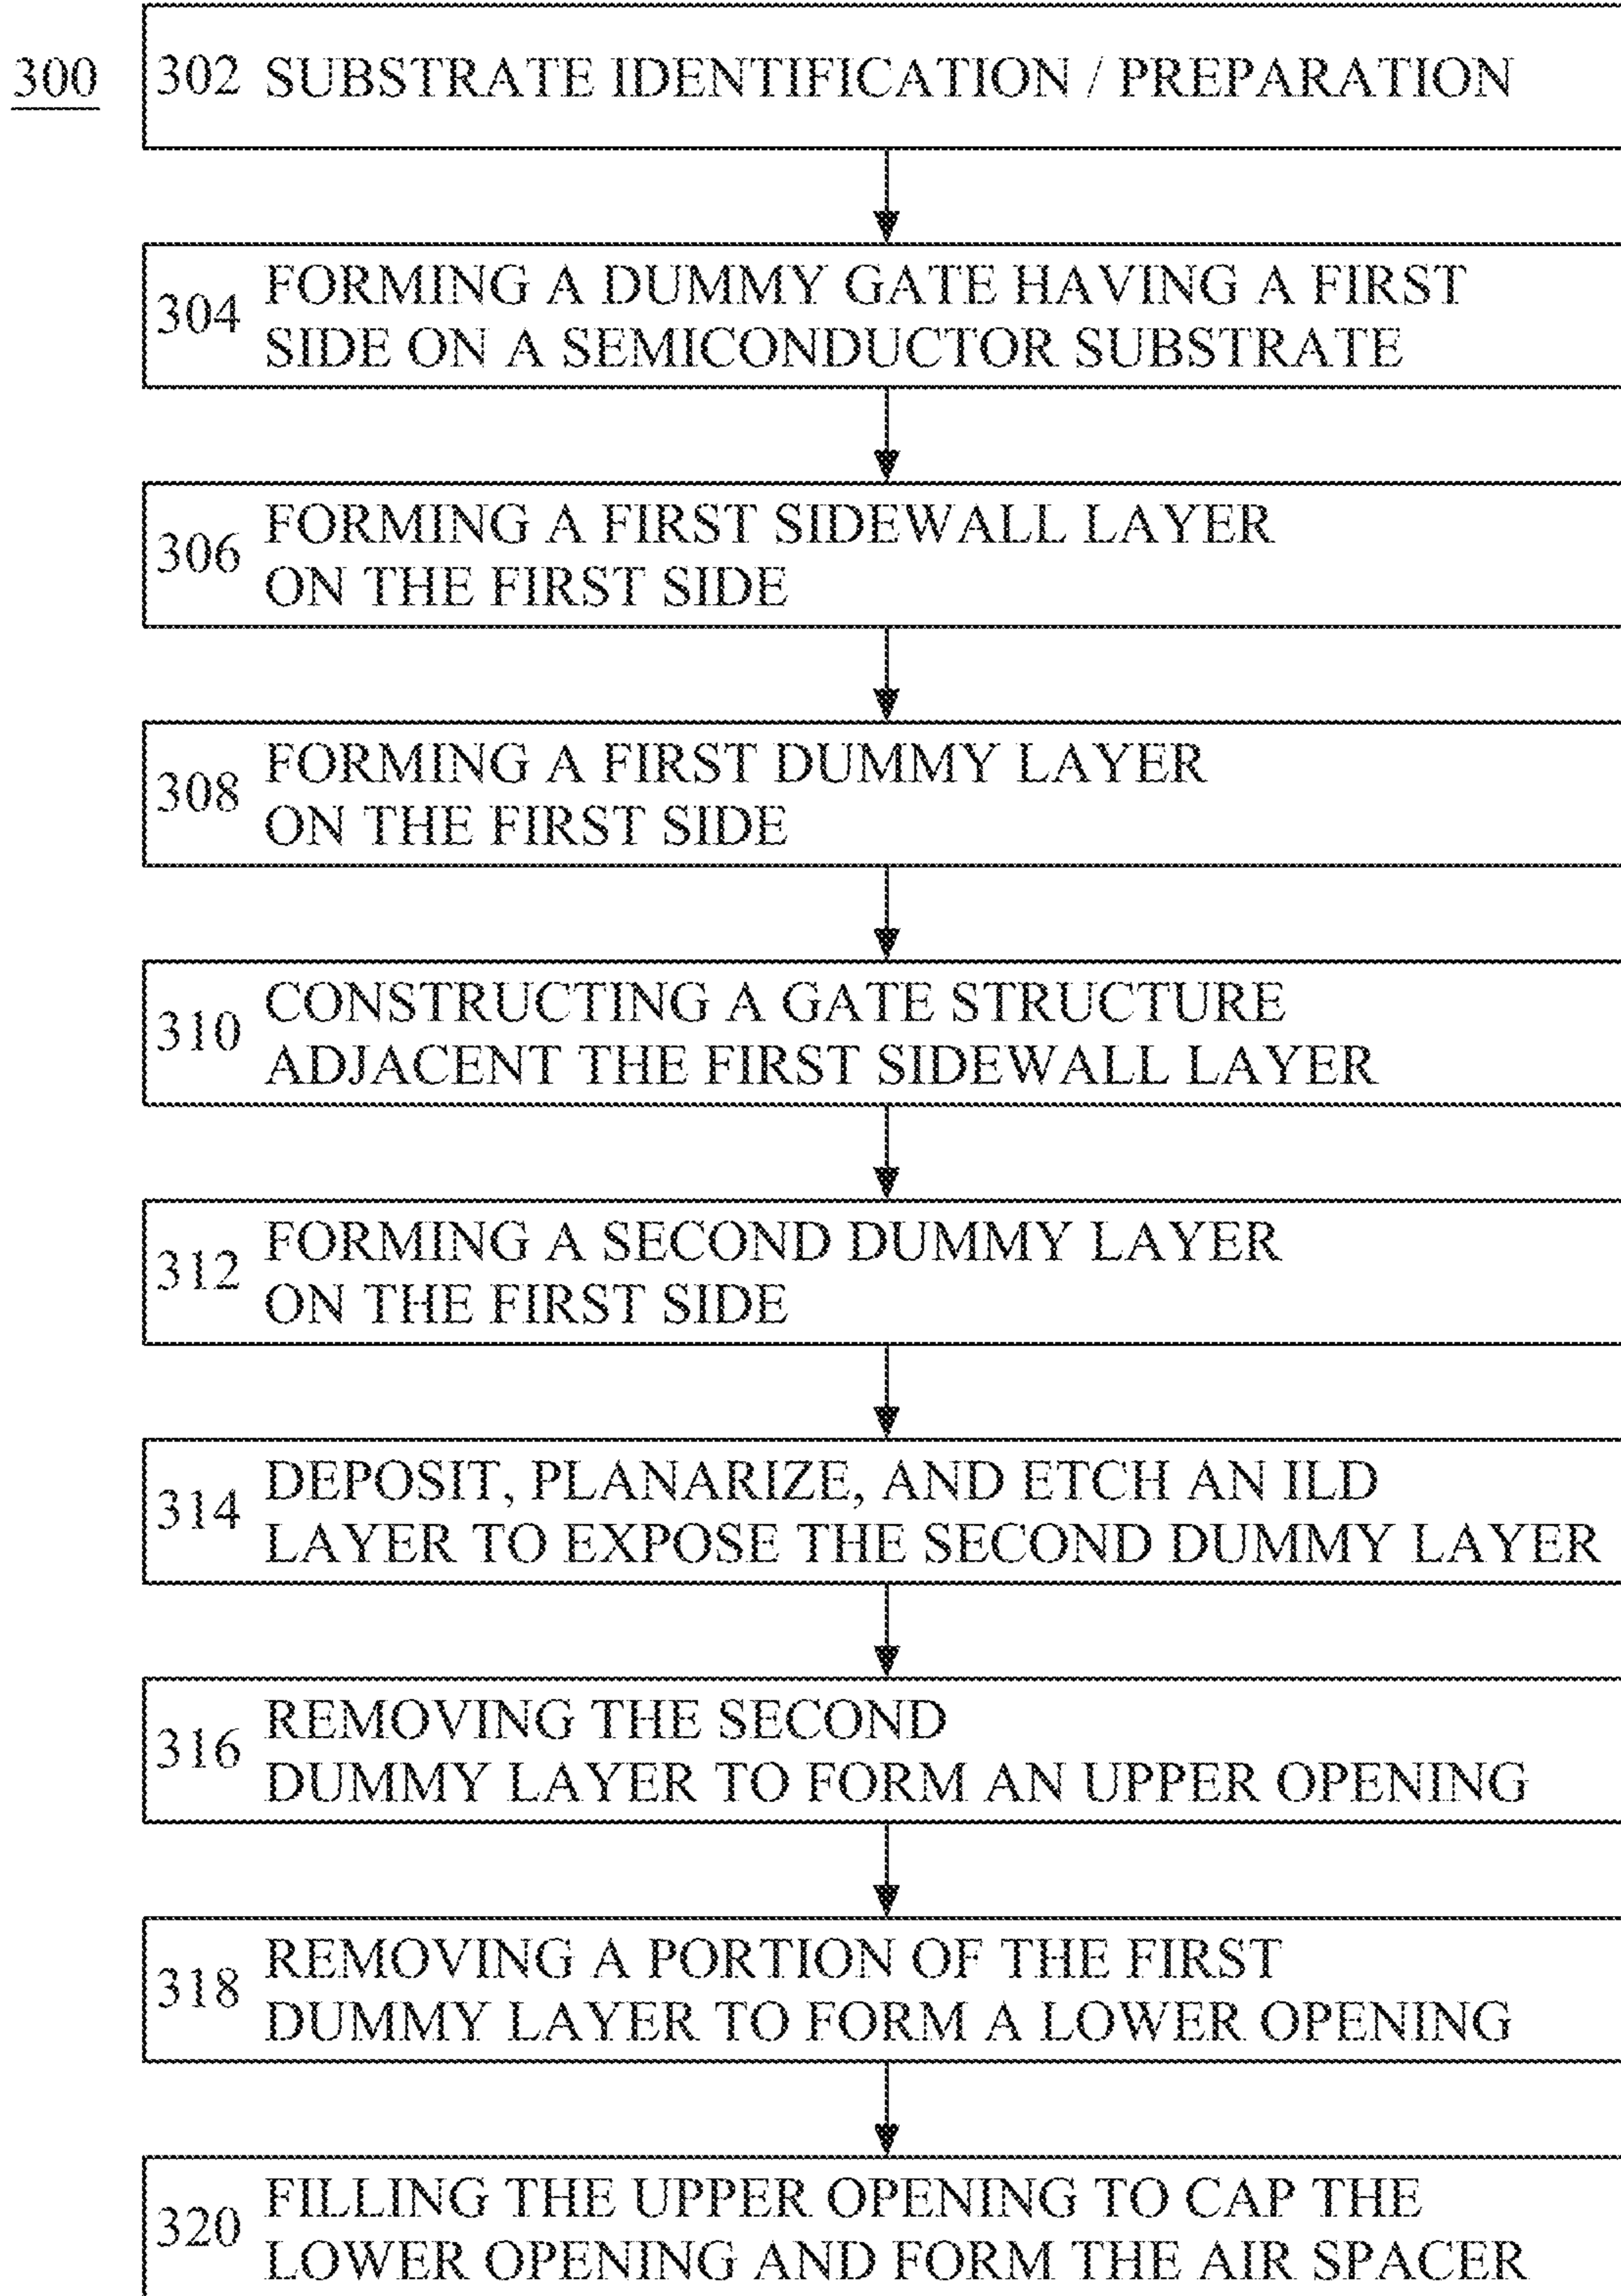 300
302 SUBSTRATE IDENTIFICATION / PREPARATION
304 FORMING A DUMMY GATE HAVING A FIRST
SIDE ON A SEMICONDUCTOR SUBSTRATE
306 FORMING A FIRST SIDEWALL LAYER
ON THE FIRST SIDE
308 FORMING A FIRST DUMMY LAYER
ON THE FIRST SIDE
310 CONSTRUCTING A GATE STRUCTURE
ADJACENT THE FIRST SIDEWALL LAYER
312 FORMING A SECOND DUMMY LAYER
ON THE FIRST SIDE
314 DEPOSIT, PLANARIZE, AND ETCH AN ILD
LAYER TO EXPOSE THE SECOND DUMMY LAYER
316 REMOVING THE SECOND
DUMMY LAYER TO FORM AN UPPER OPENING
318 REMOVING A PORTION OF THE FIRST
DUMMY LAYER TO FORM A LOWER OPENING
320 FILLING THE UPPER OPENING TO CAP THE
LOWER OPENING AND FORM THE AIR SPACER